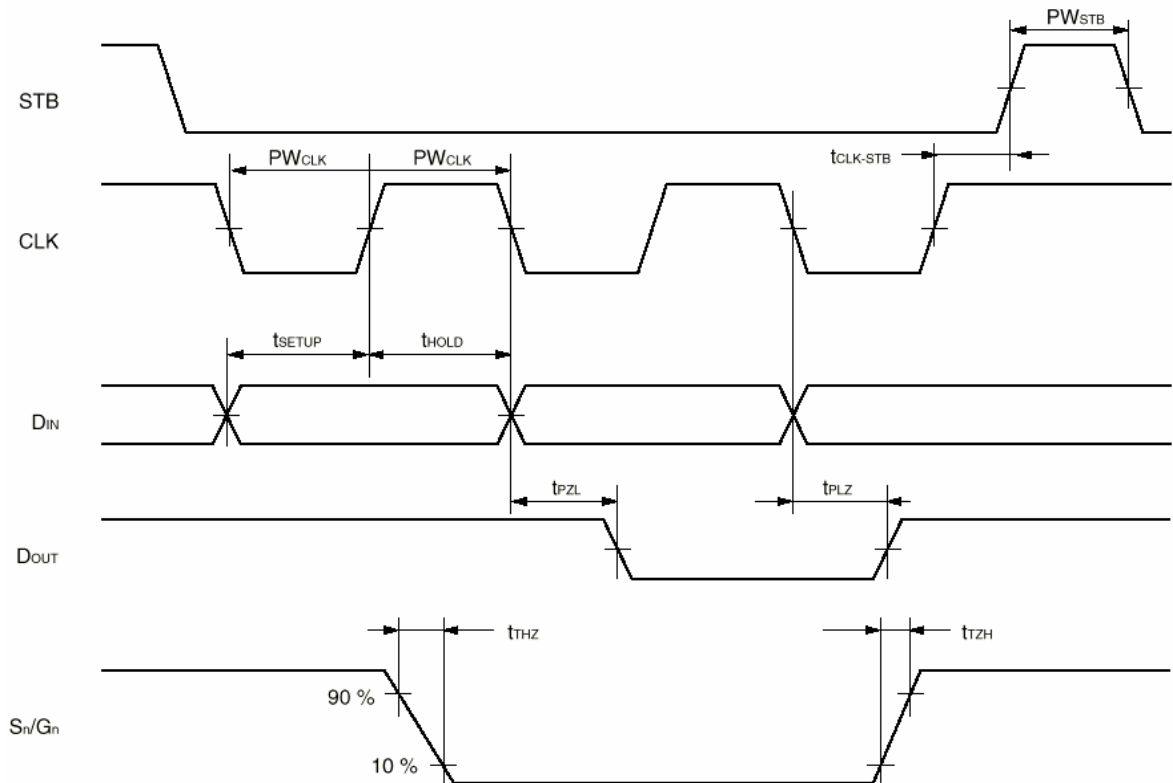 PWSTB
STB
tCLK-STB
PWCLK PWCLK
CLK
tSETUP tHOLD
DIN
tPZL tPLZ
DOUT
tTHZ tTZH
90 %
Sn/Gn
10 %